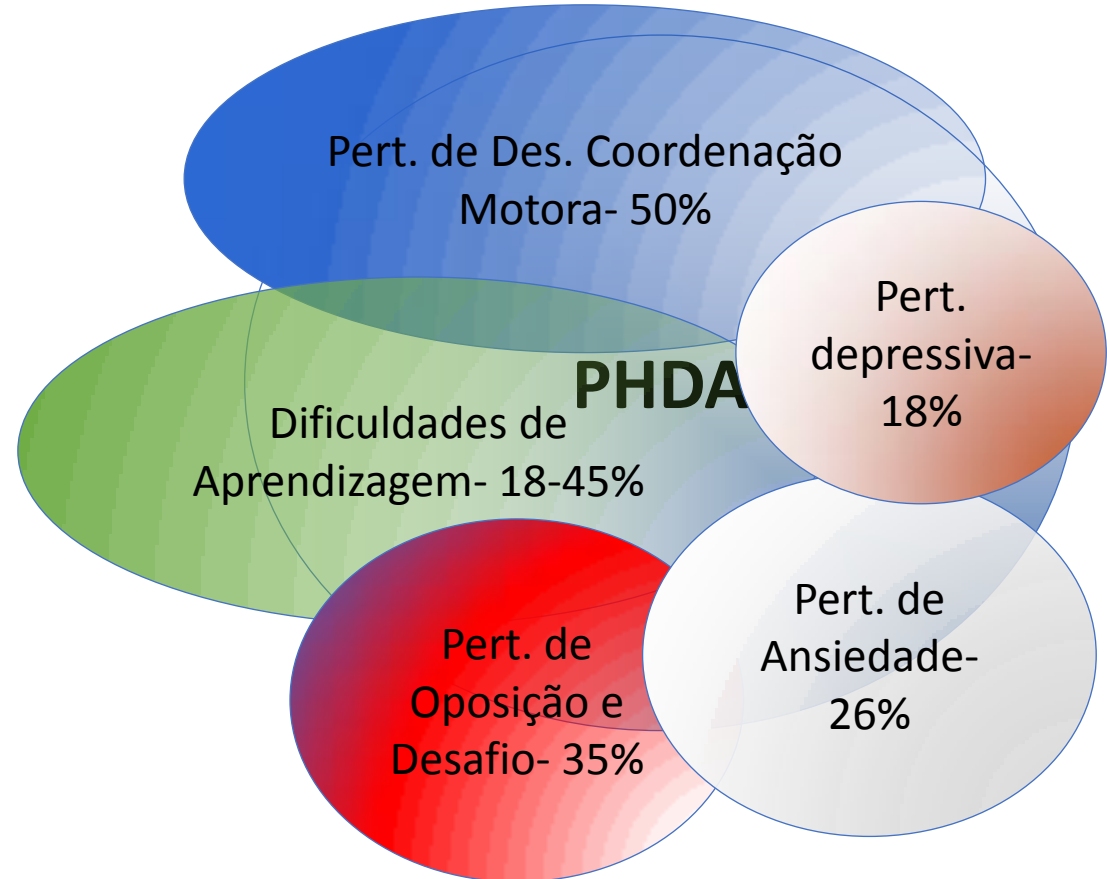 Pert. de Des. Coordenação
Motora- 50%
Pert.
depressiva-
18%
PHDA
Dificuldades de
Aprendizagem- 18-45%
Pert. de
Ansiedade-
26%
Pert. de
Oposição e
Desafio- 35%